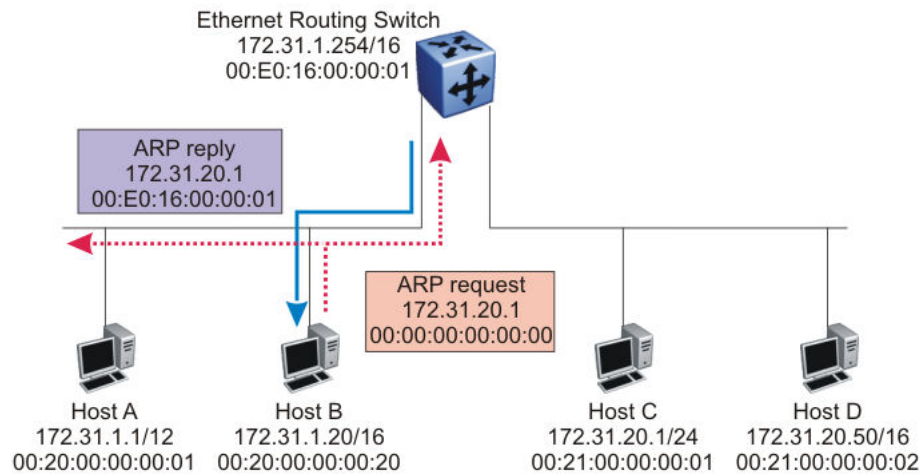 Ethernet Routing Switch
172.31.1.254/16
00:E0:16:00:00:01
ARP reply
172.31.20.1
00:E0:16:00:00:01
ARP request
172.31.20.1
00:00:00:00:00:00
Host A
172.31.1.1/12
00:20:00:00:00:01
Host B
172.31.1.20/16
00:20:00:00:00:20
Host C
172.31.20.1/24
00:21:00:00:00:01
Host D
172.31.20.50/16
00:21:00:00:00:02